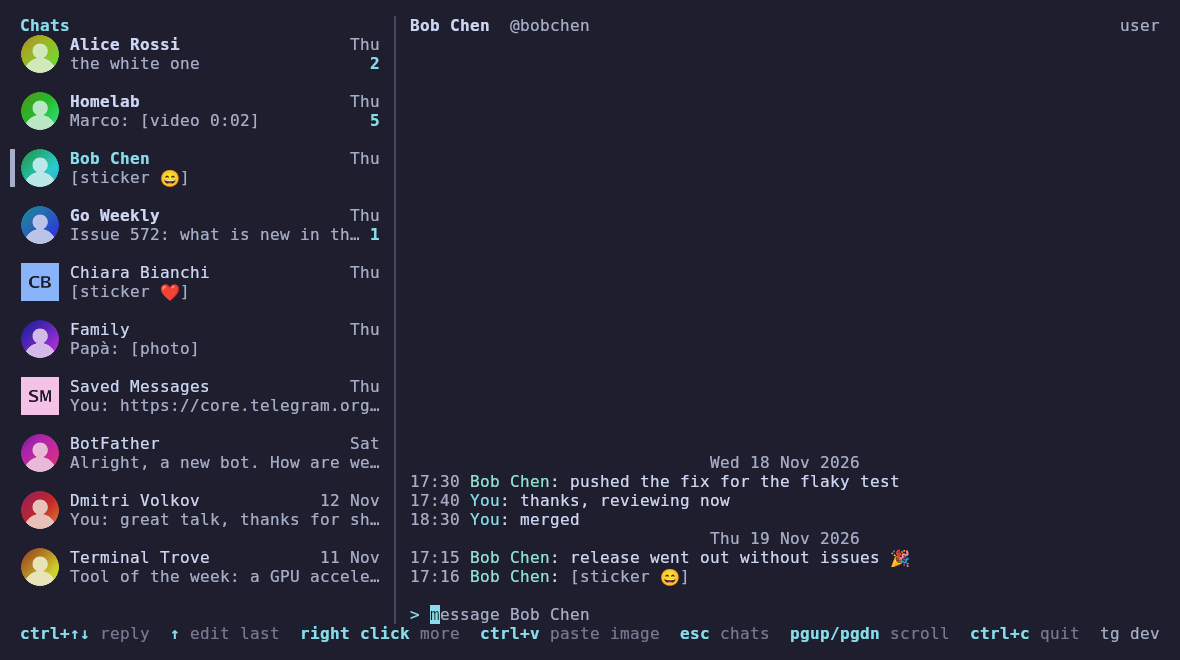 Chats
Alice Rossi Thu
the white one 2
Homelab Thu
Marco: [video 0:02] 5
Bob Chen Thu
[sticker 😄]
Go Weekly Thu
Issue 572: what is new in th… 1
CB
Chiara Bianchi Thu
[sticker ❤️]
Family Thu
Papà: [photo]
SM
Saved Messages Thu
You: https://core.telegram.org…
BotFather Sat
Alright, a new bot. How are we…
Dmitri Volkov 12 Nov
You: great talk, thanks for sh…
Terminal Trove 11 Nov
Tool of the week: a GPU accele…
Bob Chen @bobchen user
Wed 18 Nov 2026
17:30 Bob Chen: pushed the fix for the flaky test
17:40 You: thanks, reviewing now
18:30 You: merged
Thu 19 Nov 2026
17:15 Bob Chen: release went out without issues 🎉
17:16 Bob Chen: [sticker 😄]
> message Bob Chen
ctrl+↑↓ reply ↑ edit last right click more ctrl+v paste image esc chats pgup/pgdn scroll ctrl+c quit tg dev